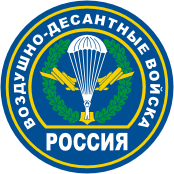 ВОЗДУШНО-ДЕСАНТНЫЕ ВОЙСКА
РОССИЯ